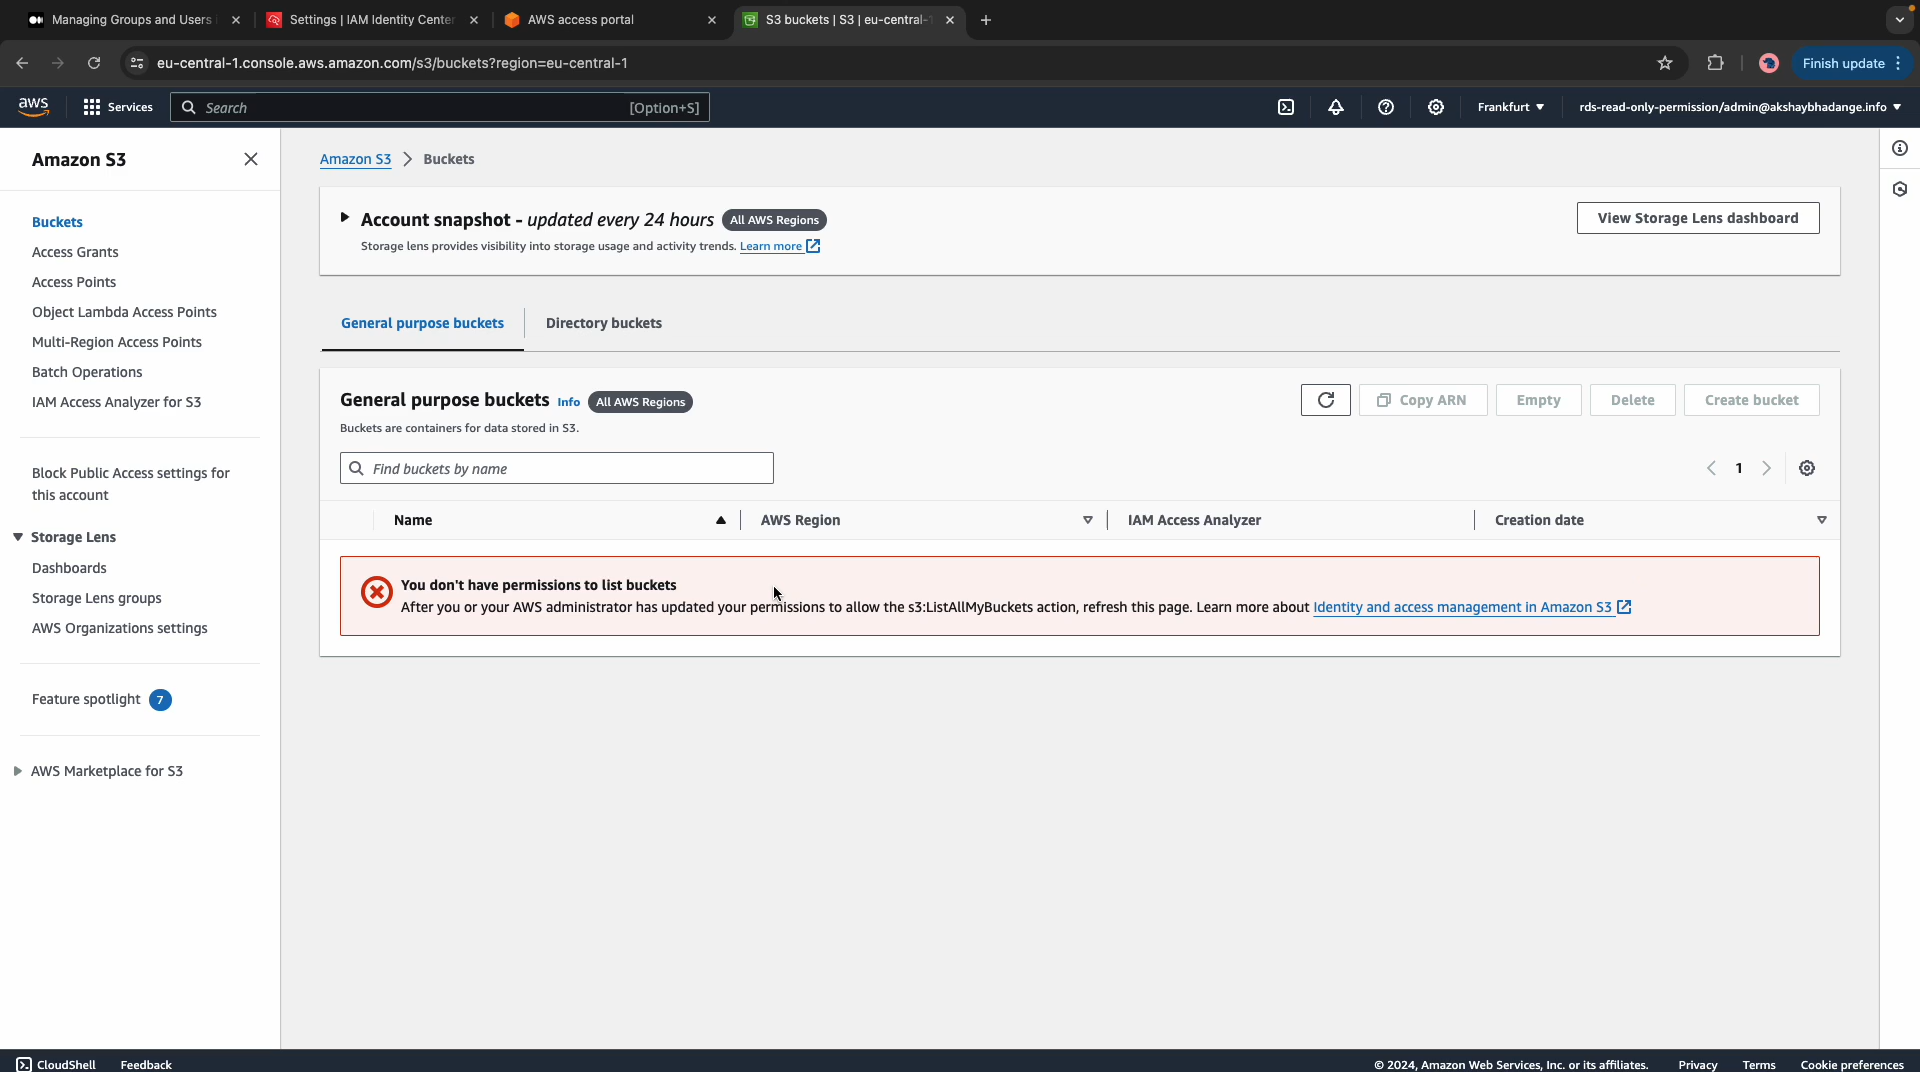 Managing Groups and Users i
Settings | IAM Identity Center
AWS access portal
S3 buckets | S3 | eu-central-1
eu-central-1.console.aws.amazon.com/s3/buckets?region=eu-central-1
Finish update
aws
Services
Search
[Option+S]
Frankfurt
rds-read-only-permission/admin@akshaybhadange.info
Amazon S3
Buckets
Access Grants
Access Points
Object Lambda Access Points
Multi-Region Access Points
Batch Operations
IAM Access Analyzer for S3
Block Public Access settings for
this account
Storage Lens
Dashboards
Storage Lens groups
AWS Organizations settings
Feature spotlight 7
AWS Marketplace for S3
Amazon S3 > Buckets
Account snapshot - updated every 24 hours All AWS Regions
Storage lens provides visibility into storage usage and activity trends. Learn more
View Storage Lens dashboard
General purpose buckets
Directory buckets
General purpose buckets Info All AWS Regions
Buckets are containers for data stored in S3.
Copy ARN
Empty
Delete
Create bucket
Find buckets by name
1
Name
AWS Region
IAM Access Analyzer
Creation date
You don't have permissions to list buckets
After you or your AWS administrator has updated your permissions to allow the s3:ListAllMyBuckets action, refresh this page. Learn more about Identity and access management in Amazon S3
CloudShell
Feedback
© 2024, Amazon Web Services, Inc. or its affiliates.
Privacy
Terms
Cookie preferences